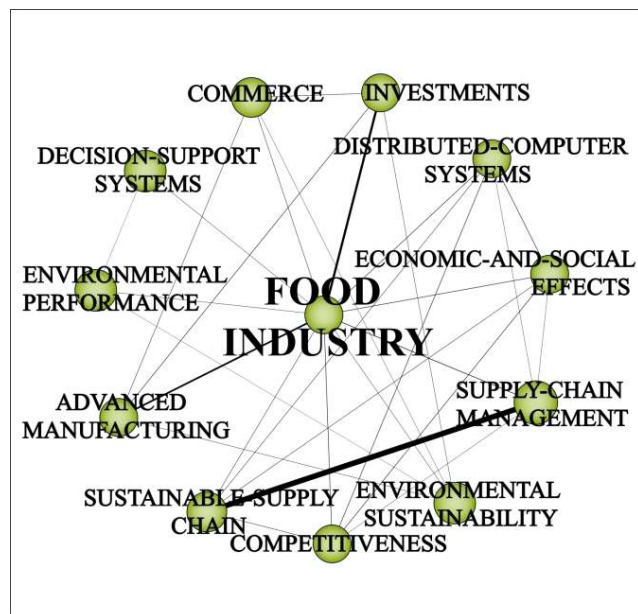 COMMERCE
INVESTMENTS
DECISION-SUPPORT
SYSTEMS
DISTRIBUTED-COMPUTER
SYSTEMS
ENVIRONMENTAL
PERFORMANCE
FOOD
INDUSTRY
ECONOMIC-AND-SOCIAL
EFFECTS
ADVANCED
MANUFACTURING
SUPPLY-CHAIN
MANAGEMENT
SUSTAINABLE-SUPPLY
CHAIN
ENVIRONMENTAL
SUSTAINABILITY
COMPETITIVENESS